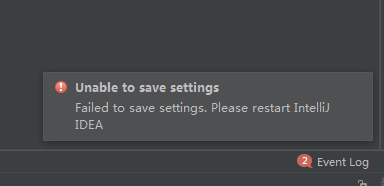 Unable to save settings
Failed to save settings. Please restart IntelliJ
IDEA
2 Event Log